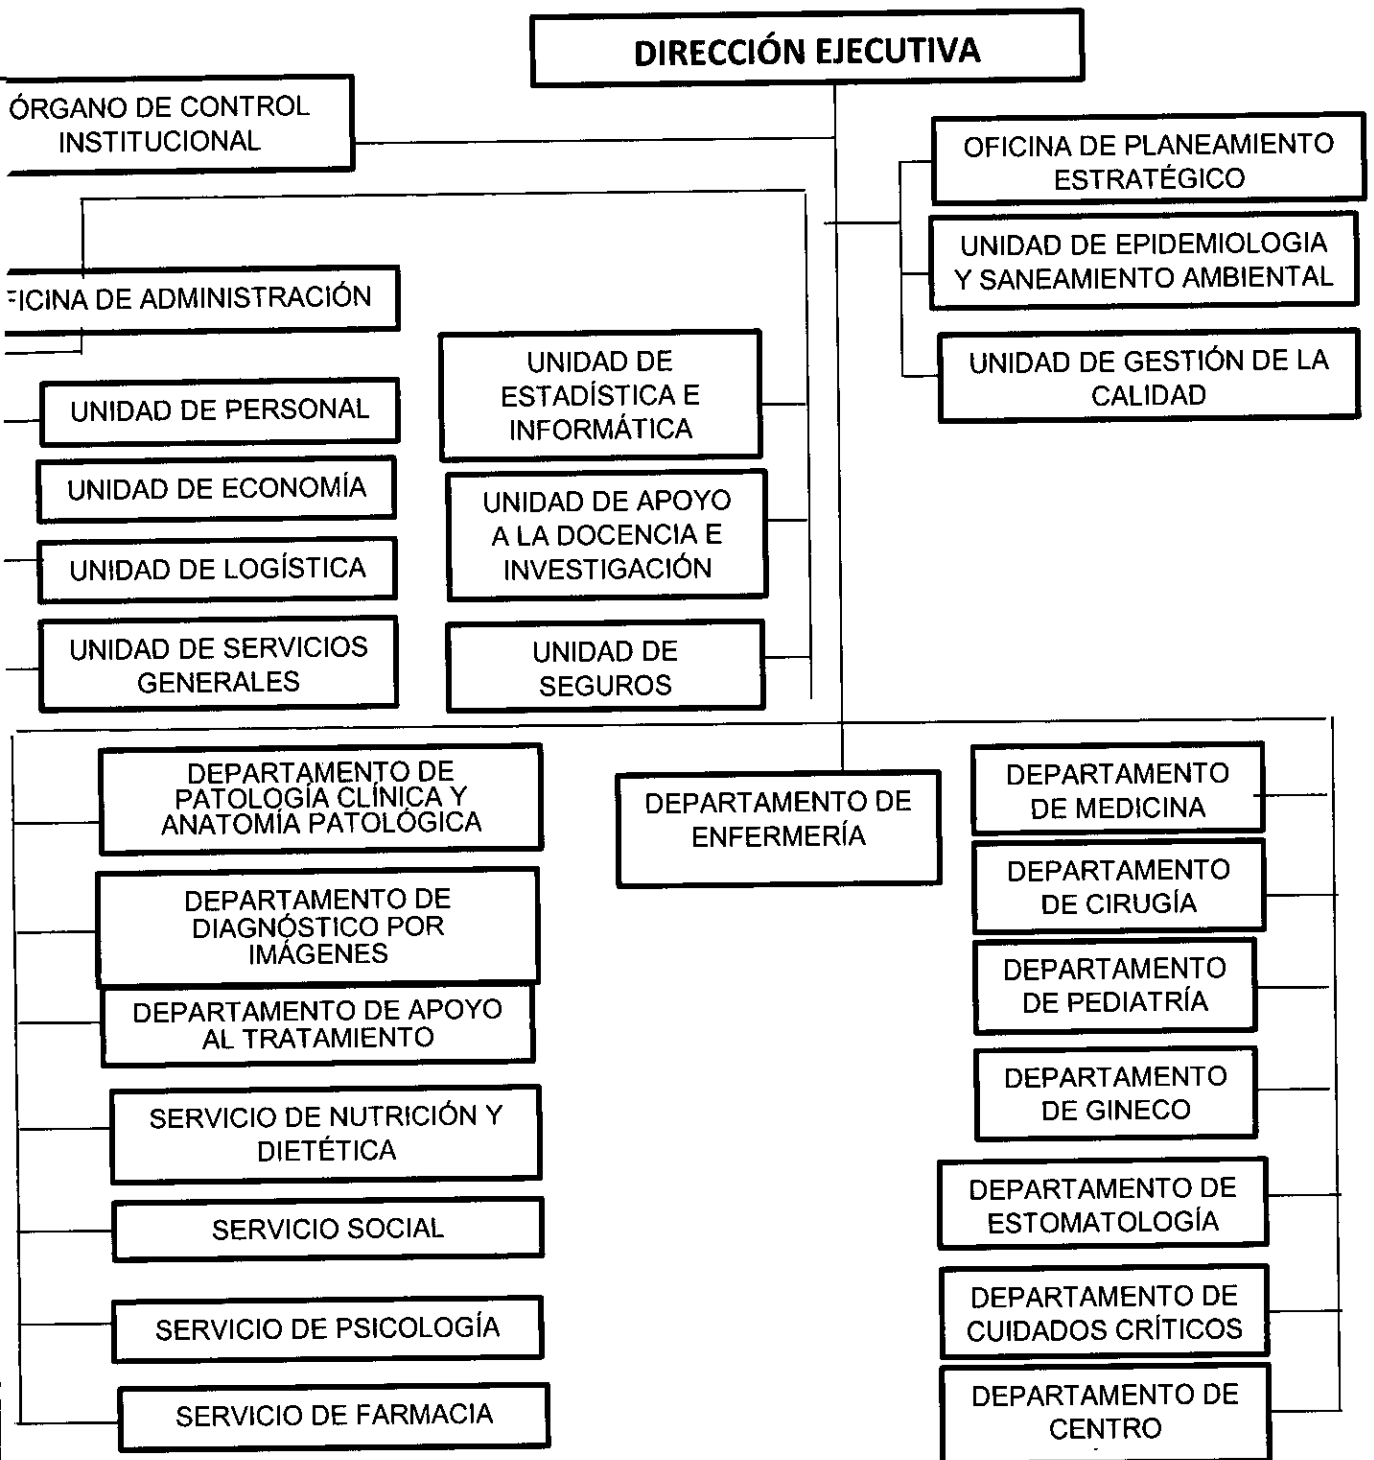 DIRECCIÓN EJECUTIVA
ÓRGANO DE CONTROL
INSTITUCIONAL
OFICINA DE PLANEAMIENTO
ESTRATÉGICO
UNIDAD DE EPIDEMIOLOGIA
Y SANEAMIENTO AMBIENTAL
UNIDAD DE GESTIÓN DE LA
CALIDAD
FICINA DE ADMINISTRACIÓN
UNIDAD DE PERSONAL
UNIDAD DE ECONOMÍA
UNIDAD DE LOGÍSTICA
UNIDAD DE SERVICIOS
GENERALES
UNIDAD DE
ESTADÍSTICA E
INFORMÁTICA
UNIDAD DE APOYO
A LA DOCENCIA E
INVESTIGACIÓN
UNIDAD DE
SEGUROS
DEPARTAMENTO DE
PATOLOGÍA CLÍNICA Y
ANATOMÍA PATOLÓGICA
DEPARTAMENTO DE
DIAGNÓSTICO POR
IMÁGENES
DEPARTAMENTO DE APOYO
AL TRATAMIENTO
SERVICIO DE NUTRICIÓN Y
DIETÉTICA
SERVICIO SOCIAL
SERVICIO DE PSICOLOGÍA
SERVICIO DE FARMACIA
DEPARTAMENTO DE
ENFERMERÍA
DEPARTAMENTO
DE MEDICINA
DEPARTAMENTO
DE CIRUGÍA
DEPARTAMENTO
DE PEDIATRÍA
DEPARTAMENTO
DE GINECO
DEPARTAMENTO DE
ESTOMATOLOGÍA
DEPARTAMENTO DE
CUIDADOS CRÍTICOS
DEPARTAMENTO DE
CENTRO